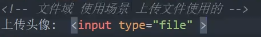 <!-- 文件域 使用场景 上传文件使用的 -->
上传头像: <input type="file" >